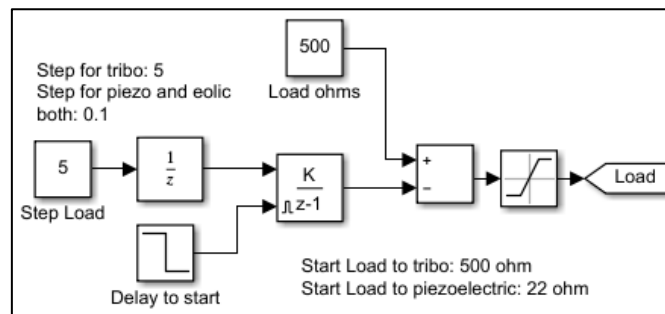 500
Load ohms
Step for tribo: 5
Step for piezo and eolic
both: 0.1
5
Step Load
1
z
K
z-1
+
−
Load
Delay to start
Start Load to tribo: 500 ohm
Start Load to piezoelectric: 22 ohm